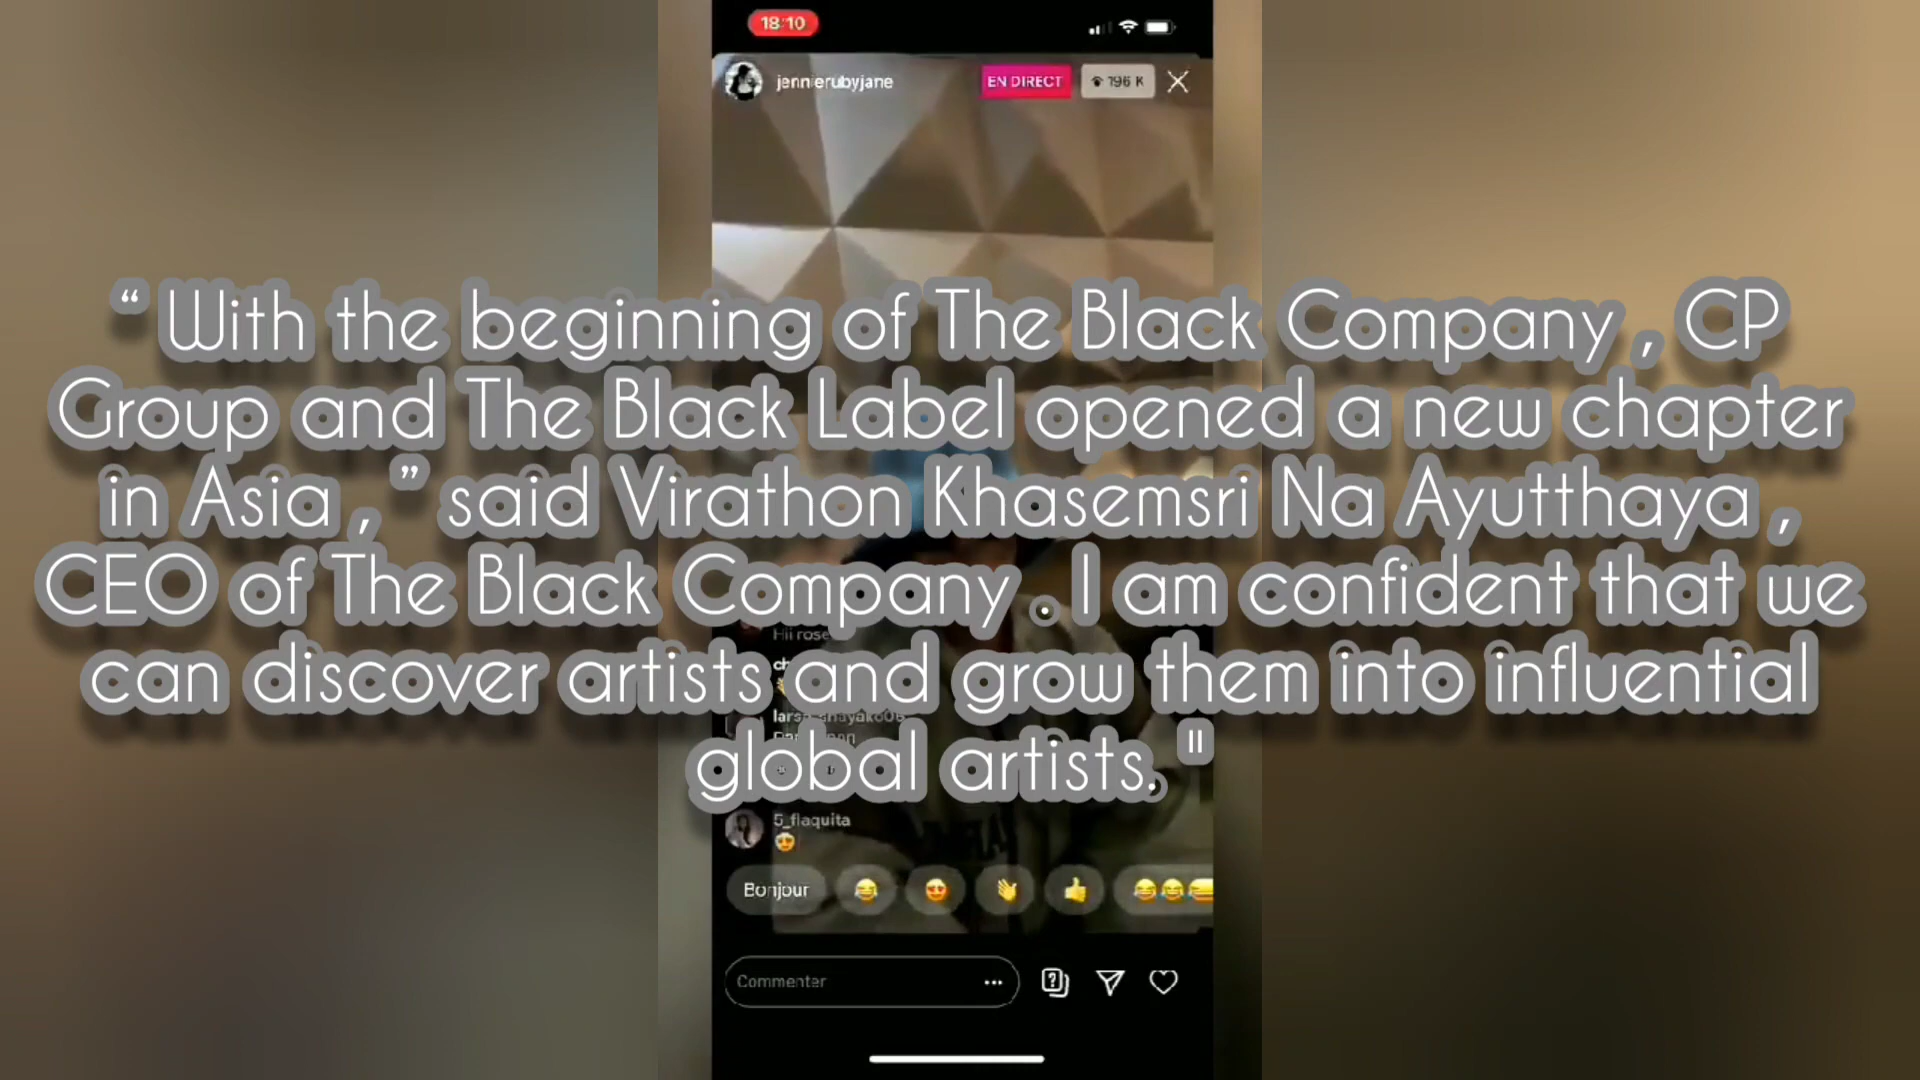 18:10
jennierubyjane EN DIRECT 196 K
“ With the beginning of The Black Company , CP
Group and The Black Label opened a new chapter
in Asia , ” said Virathon Khasemsri Na Ayutthaya ,
CEO of The Black Company . I am confident that we
can discover artists and grow them into influential
global artists. "
Hii rose
5_flaquita
Bonjour
Commenter